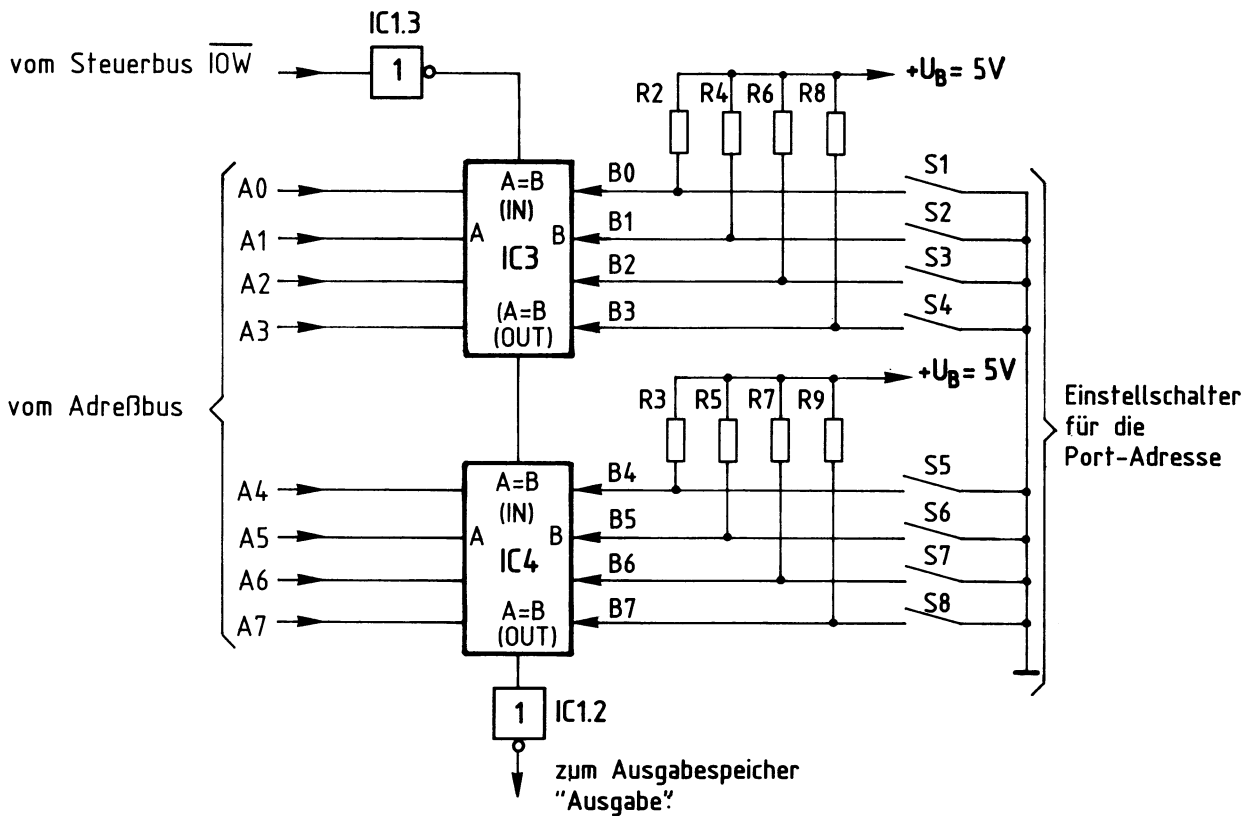 IC1.3
vom Steuerbus IOW
1
+UB= 5V
R2 R4 R6 R8
A0
A=B
(IN)
B0
S1
A1
A
B
B1
S2
IC3
A2
B2
S3
A3
(A=B
(OUT)
B3
S4
+UB= 5V
R3 R5 R7 R9
vom Adreßbus
Einstellschalter
für die
Port-Adresse
A4
A=B
(IN)
B4
S5
A5
A
B
B5
S6
IC4
A6
B6
S7
A7
A=B
(OUT)
B7
S8
1
IC1.2
zum Ausgabespeicher
"Ausgabe".